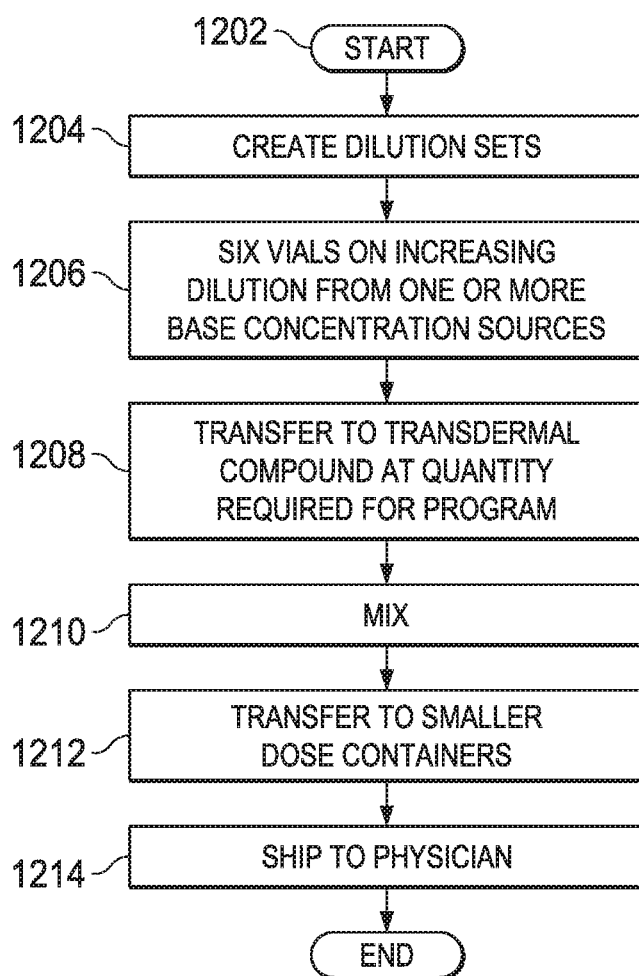 1202
START
1204
CREATE DILUTION SETS
1206
SIX VIALS ON INCREASING
DILUTION FROM ONE OR MORE
BASE CONCENTRATION SOURCES
1208
TRANSFER TO TRANSDERMAL
COMPOUND AT QUANTITY
REQUIRED FOR PROGRAM
1210
MIX
1212
TRANSFER TO SMALLER
DOSE CONTAINERS
1214
SHIP TO PHYSICIAN
END